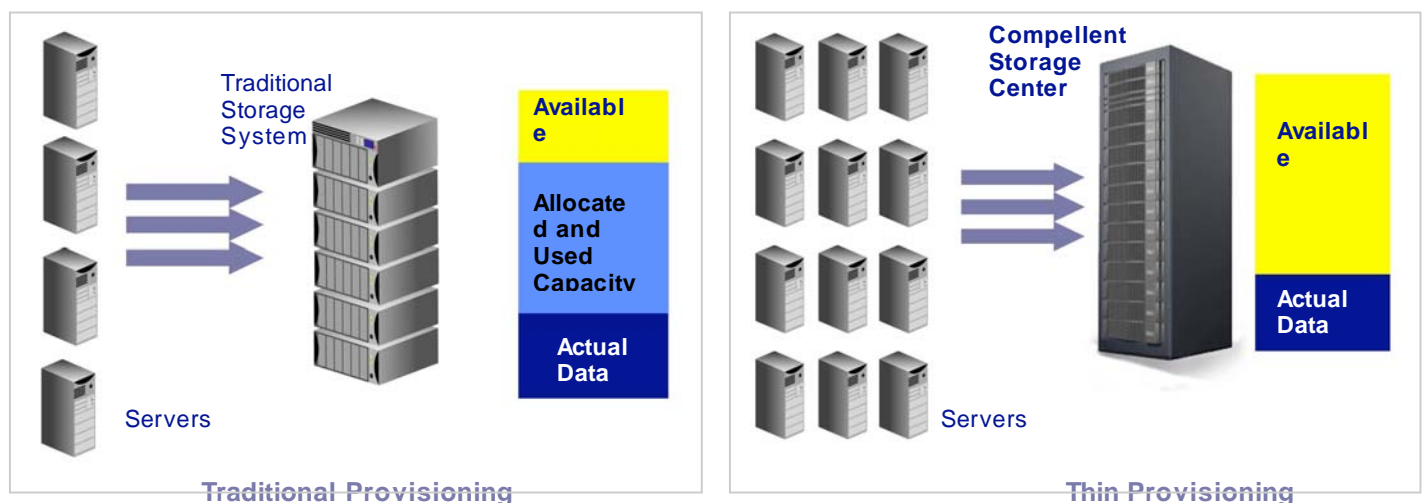 Traditional
Storage
System
Availabl
e
Allocate
d and
Used
Capacity
Actual
Data
Servers
Traditional Provisioning
Compellent
Storage
Center
Availabl
e
Actual
Data
Servers
Thin Provisioning